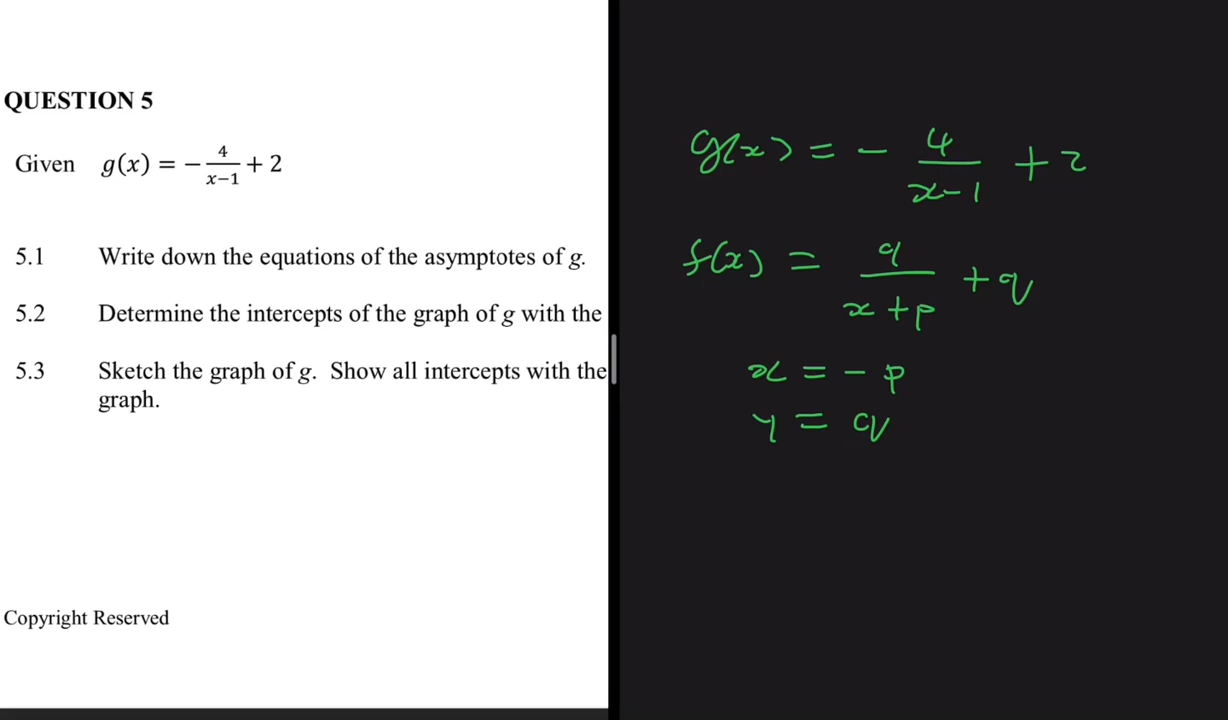 QUESTION 5
Given g(x) = − 4/(x−1) + 2
5.1 Write down the equations of the asymptotes of g.
5.2 Determine the intercepts of the graph of g with the
5.3 Sketch the graph of g. Show all intercepts with the
graph.
Copyright Reserved
g(x) = − 4/(x−1) + 2
f(x) = a/(x+p) + q
x = − p
y = q